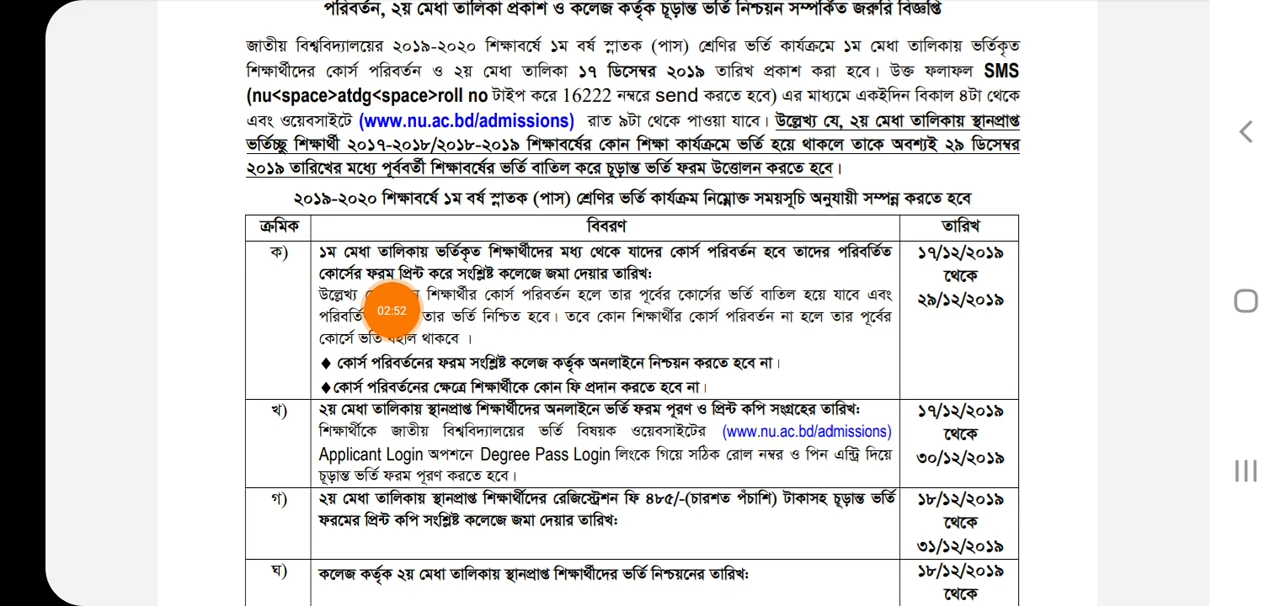 পরিবর্তন, ২য় মেধা তালিকা প্রকাশ ও কলেজ কর্তৃক চূড়ান্ত ভর্তি নিশ্চয়ন সম্পর্কিত জরুরি বিজ্ঞপ্তি
জাতীয় বিশ্ববিদ্যালয়ের ২০১৯-২০২০ শিক্ষাবর্ষে ১ম বর্ষ স্নাতক (পাস) শ্রেণির ভর্তি কার্যক্রমে ১ম মেধা তালিকায় ভর্তিকৃত
শিক্ষার্থীদের কোর্স পরিবর্তন ও ২য় মেধা তালিকা ১৭ ডিসেম্বর ২০১৯ তারিখ প্রকাশ করা হবে। উক্ত ফলাফল SMS
(nu<space>atdg<space>roll no টাইপ করে 16222 নম্বরে send করতে হবে) এর মাধ্যমে একইদিন বিকাল ৪টা থেকে
এবং ওয়েবসাইটে (www.nu.ac.bd/admissions) রাত ৯টা থেকে পাওয়া যাবে। উল্লেখ্য যে, ২য় মেধা তালিকায় স্থানপ্রাপ্ত
ভর্তিচ্ছু শিক্ষার্থী ২০১৭-২০১৮/২০১৮-২০১৯ শিক্ষাবর্ষের কোন শিক্ষা কার্যক্রমে ভর্তি হয়ে থাকলে তাকে অবশ্যই ২৯ ডিসেম্বর
২০১৯ তারিখের মধ্যে পূর্ববর্তী শিক্ষাবর্ষের ভর্তি বাতিল করে চূড়ান্ত ভর্তি ফরম উত্তোলন করতে হবে।
২০১৯-২০২০ শিক্ষাবর্ষে ১ম বর্ষ স্নাতক (পাস) শ্রেণির ভর্তি কার্যক্রম নিম্নোক্ত সময়সূচি অনুযায়ী সম্পন্ন করতে হবে
ক্রমিক বিবরণ তারিখ
ক) ১ম মেধা তালিকায় ভর্তিকৃত শিক্ষার্থীদের মধ্য থেকে যাদের কোর্স পরিবর্তন হবে তাদের পরিবর্তিত ১৭/১২/২০১৯
কোর্সের ফরম প্রিন্ট করে সংশ্লিষ্ট কলেজে জমা দেয়ার তারিখঃ থেকে
উল্লেখ্য শিক্ষার্থীর কোর্স পরিবর্তন হলে তার পূর্বের কোর্সের ভর্তি বাতিল হয়ে যাবে এবং ২৯/১২/২০১৯
তার ভর্তি নিশ্চিত হবে। তবে কোন শিক্ষার্থীর কোর্স পরিবর্তন না হলে তার পূর্বের
02:52
কোর্সে ভর্তি বহাল থাকবে ।
♦ কোর্স পরিবর্তনের ফরম সংশ্লিষ্ট কলেজ কর্তৃক অনলাইনে নিশ্চয়ন করতে হবে না।
♦ কোর্স পরিবর্তনের ক্ষেত্রে শিক্ষার্থীকে কোন ফি প্রদান করতে হবে না।
খ) ২য় মেধা তালিকায় স্থানপ্রাপ্ত শিক্ষার্থীদের অনলাইনে ভর্তি ফরম পূরণ ও প্রিন্ট কপি সংগ্রহের তারিখঃ ১৭/১২/২০১৯
শিক্ষার্থীকে জাতীয় বিশ্ববিদ্যালয়ের ভর্তি বিষয়ক ওয়েবসাইটের (www.nu.ac.bd/admissions) থেকে
Applicant Login অপশনে Degree Pass Login লিংকে গিয়ে সঠিক রোল নম্বর ও পিন এন্ট্রি দিয়ে ৩০/১২/২০১৯
চূড়ান্ত ভর্তি ফরম পূরণ করতে হবে।
গ) ২য় মেধা তালিকায় স্থানপ্রাপ্ত শিক্ষার্থীদের রেজিস্ট্রেশন ফি ৪৮৫/-(চারশত পঁচাশি) টাকাসহ চূড়ান্ত ভর্তি ১৮/১২/২০১৯
ফরমের প্রিন্ট কপি সংশ্লিষ্ট কলেজে জমা দেয়ার তারিখঃ থেকে
৩১/১২/২০১৯
ঘ) কলেজ কর্তৃক ২য় মেধা তালিকায় স্থানপ্রাপ্ত শিক্ষার্থীদের ভর্তি নিশ্চয়নের তারিখঃ ১৮/১২/২০১৯
থেকে